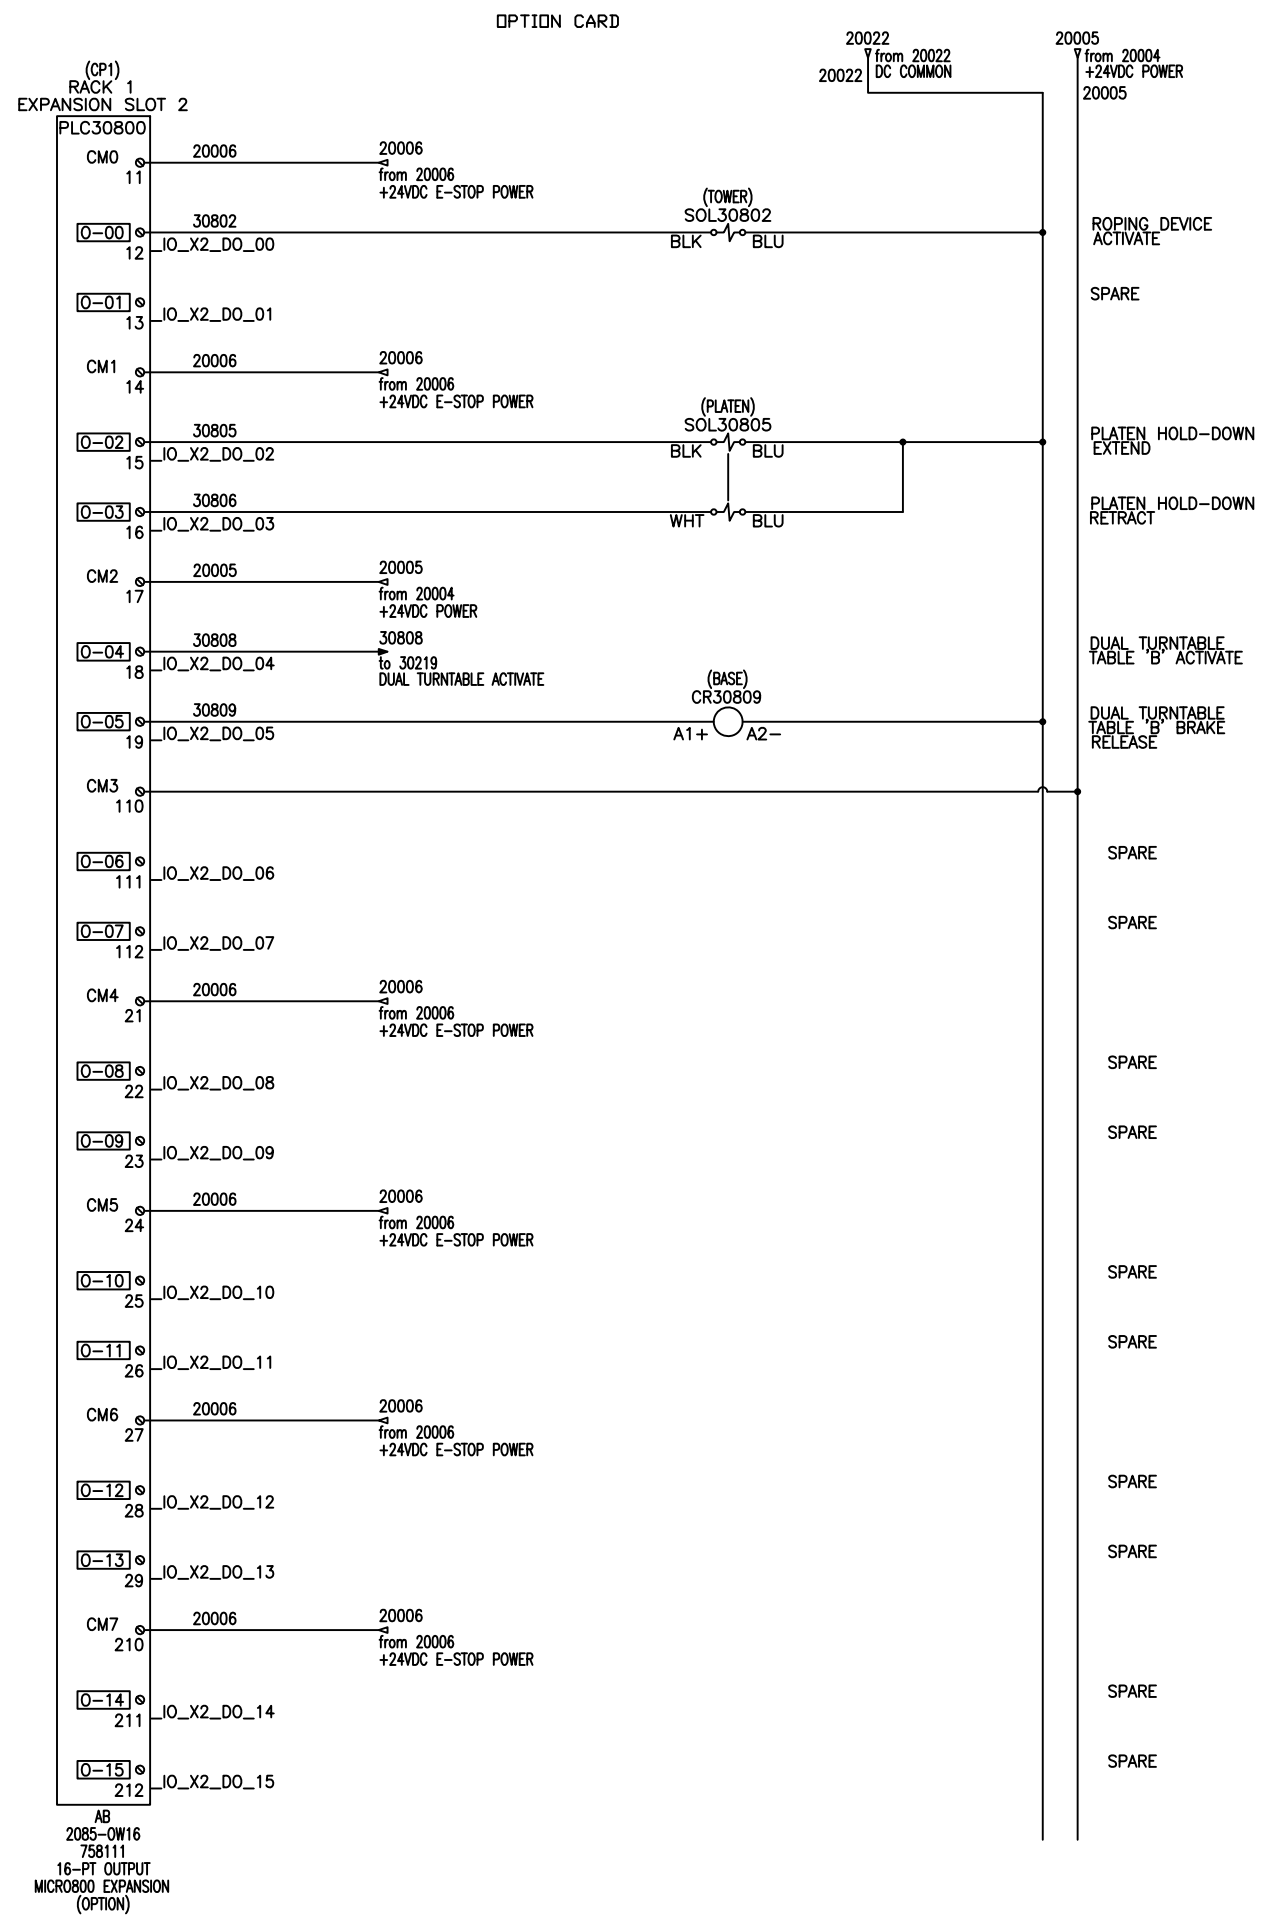 OPTION CARD
20022
from 20022
DC COMMON
20022
20005
from 20004
+24VDC POWER
20005
(CP1)
RACK 1
EXPANSION SLOT 2
PLC30800
CM0
11
20006
20006
from 20006
+24VDC E-STOP POWER
O-00
12
30802
IO_X2_DO_00
(TOWER)
SOL30802
BLK
BLU
ROPING DEVICE
ACTIVATE
O-01
13
IO_X2_DO_01
SPARE
CM1
14
20006
20006
from 20006
+24VDC E-STOP POWER
O-02
15
30805
IO_X2_DO_02
(PLATEN)
SOL30805
BLK
BLU
PLATEN HOLD-DOWN
EXTEND
O-03
16
30806
IO_X2_DO_03
WHT
BLU
PLATEN HOLD-DOWN
RETRACT
CM2
17
20005
20005
from 20004
+24VDC POWER
O-04
18
30808
IO_X2_DO_04
30808
to 30219
DUAL TURNTABLE ACTIVATE
DUAL TURNTABLE
TABLE 'B' ACTIVATE
O-05
19
30809
IO_X2_DO_05
(BASE)
CR30809
A1+
A2-
DUAL TURNTABLE
TABLE 'B' BRAKE
RELEASE
CM3
110
O-06
111
IO_X2_DO_06
SPARE
O-07
112
IO_X2_DO_07
SPARE
CM4
21
20006
20006
from 20006
+24VDC E-STOP POWER
O-08
22
IO_X2_DO_08
SPARE
O-09
23
IO_X2_DO_09
SPARE
CM5
24
20006
20006
from 20006
+24VDC E-STOP POWER
O-10
25
IO_X2_DO_10
SPARE
O-11
26
IO_X2_DO_11
SPARE
CM6
27
20006
20006
from 20006
+24VDC E-STOP POWER
O-12
28
IO_X2_DO_12
SPARE
O-13
29
IO_X2_DO_13
SPARE
CM7
210
20006
20006
from 20006
+24VDC E-STOP POWER
O-14
211
IO_X2_DO_14
SPARE
O-15
212
IO_X2_DO_15
SPARE
AB
2085-OW16
758111
16-PT OUTPUT
MICRO800 EXPANSION
(OPTION)